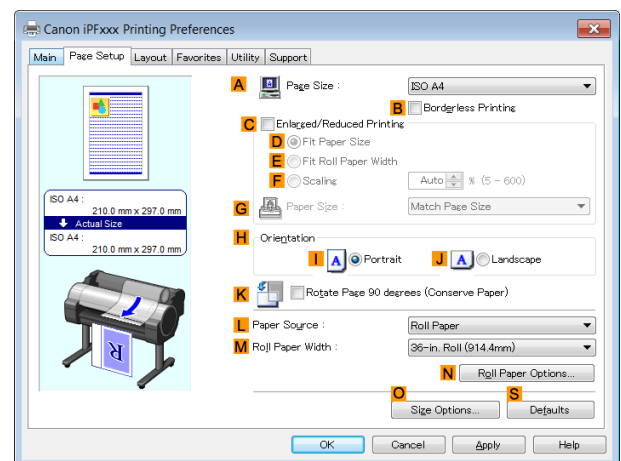 Canon iPFxxx Printing Preferences
Main Page Setup Layout Favorites Utility Support
A Page Size : ISO A4
B Borderless Printing
C Enlarged/Reduced Printing
D Fit Paper Size
E Fit Roll Paper Width
F Scaling Auto % (5 - 600)
G Paper Size : Match Page Size
ISO A4 :
210.0 mm x 297.0 mm
Actual Size
ISO A4 :
210.0 mm x 297.0 mm
H Orientation
I A Portrait J A Landscape
K Rotate Page 90 degrees (Conserve Paper)
L Paper Source : Roll Paper
M Roll Paper Width : 36-in. Roll (914.4mm)
N Roll Paper Options...
O S
Size Options... Defaults
R
OK Cancel Apply Help